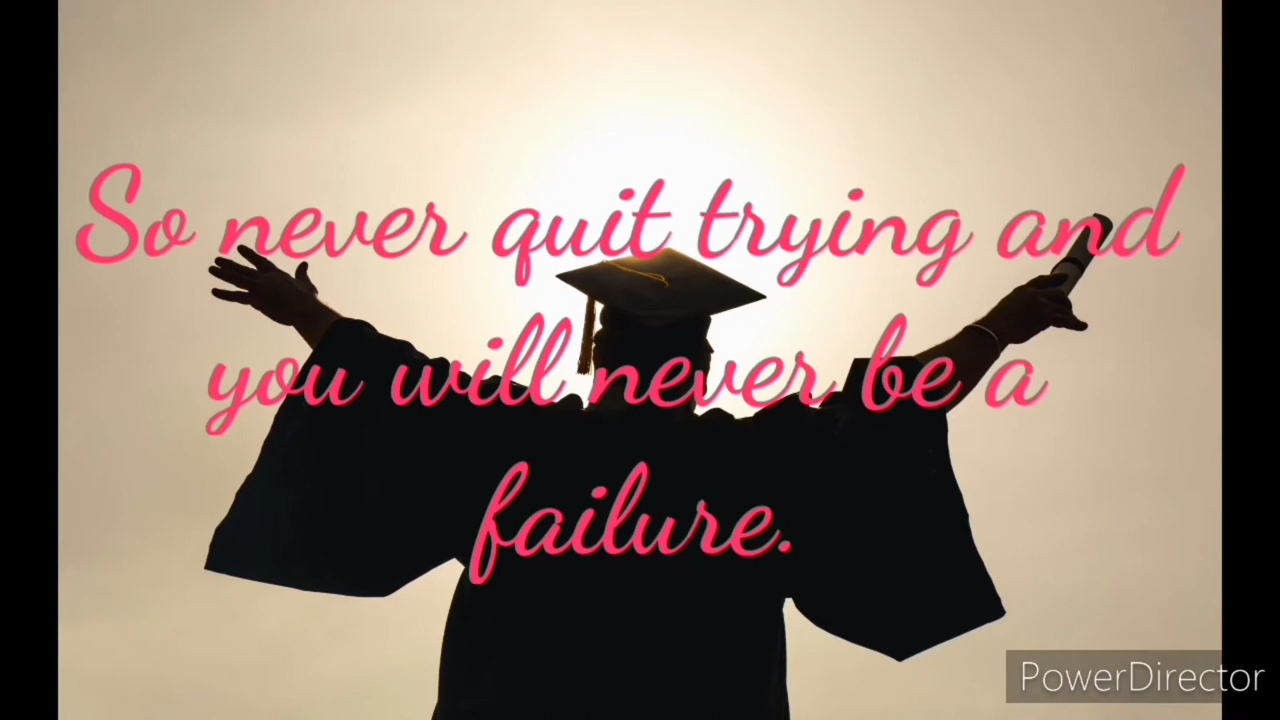 So never quit trying and
you will never be a
failure.
PowerDirector